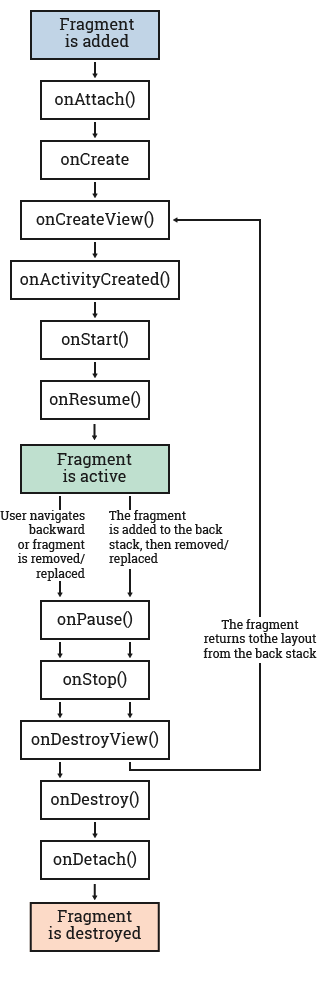 Fragment
is added
onAttach()
onCreate
onCreateView()
onActivityCreated()
onStart()
onResume()
Fragment
is active
User navigates
backward
or fragment
is removed/
replaced
The fragment
is added to the back
stack, then removed/
replaced
onPause()
The fragment
returns tothe layout
from the back stack
onStop()
onDestroyView()
onDestroy()
onDetach()
Fragment
is destroyed